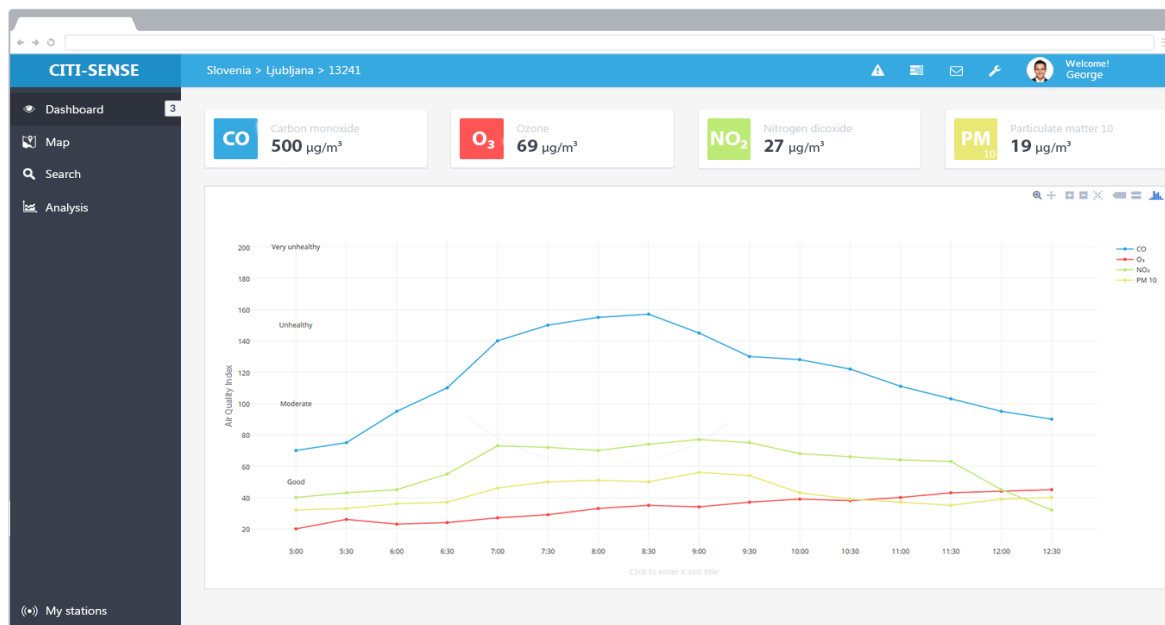 CITI-SENSE
Slovenia > Ljubljana > 13241
Welcome!
George
Dashboard
3
Map
Search
Analysis
My stations
CO
Carbon monoxide
500 µg/m³
O₃
Ozone
69 µg/m³
NO₂
Nitrogen dicoxide
27 µg/m³
PM
10
Particulate matter 10
19 µg/m³
Air Quality Index
200
180
160
140
120
100
80
60
40
20
Very unhealthy
Unhealthy
Moderate
Good
CO
O₃
NO₂
PM 10
5:00 5:30 6:00 6:30 7:00 7:30 8:00 8:30 9:00 9:30 10:00 10:30 11:00 11:30 12:00 12:30
Click to enter X axis title